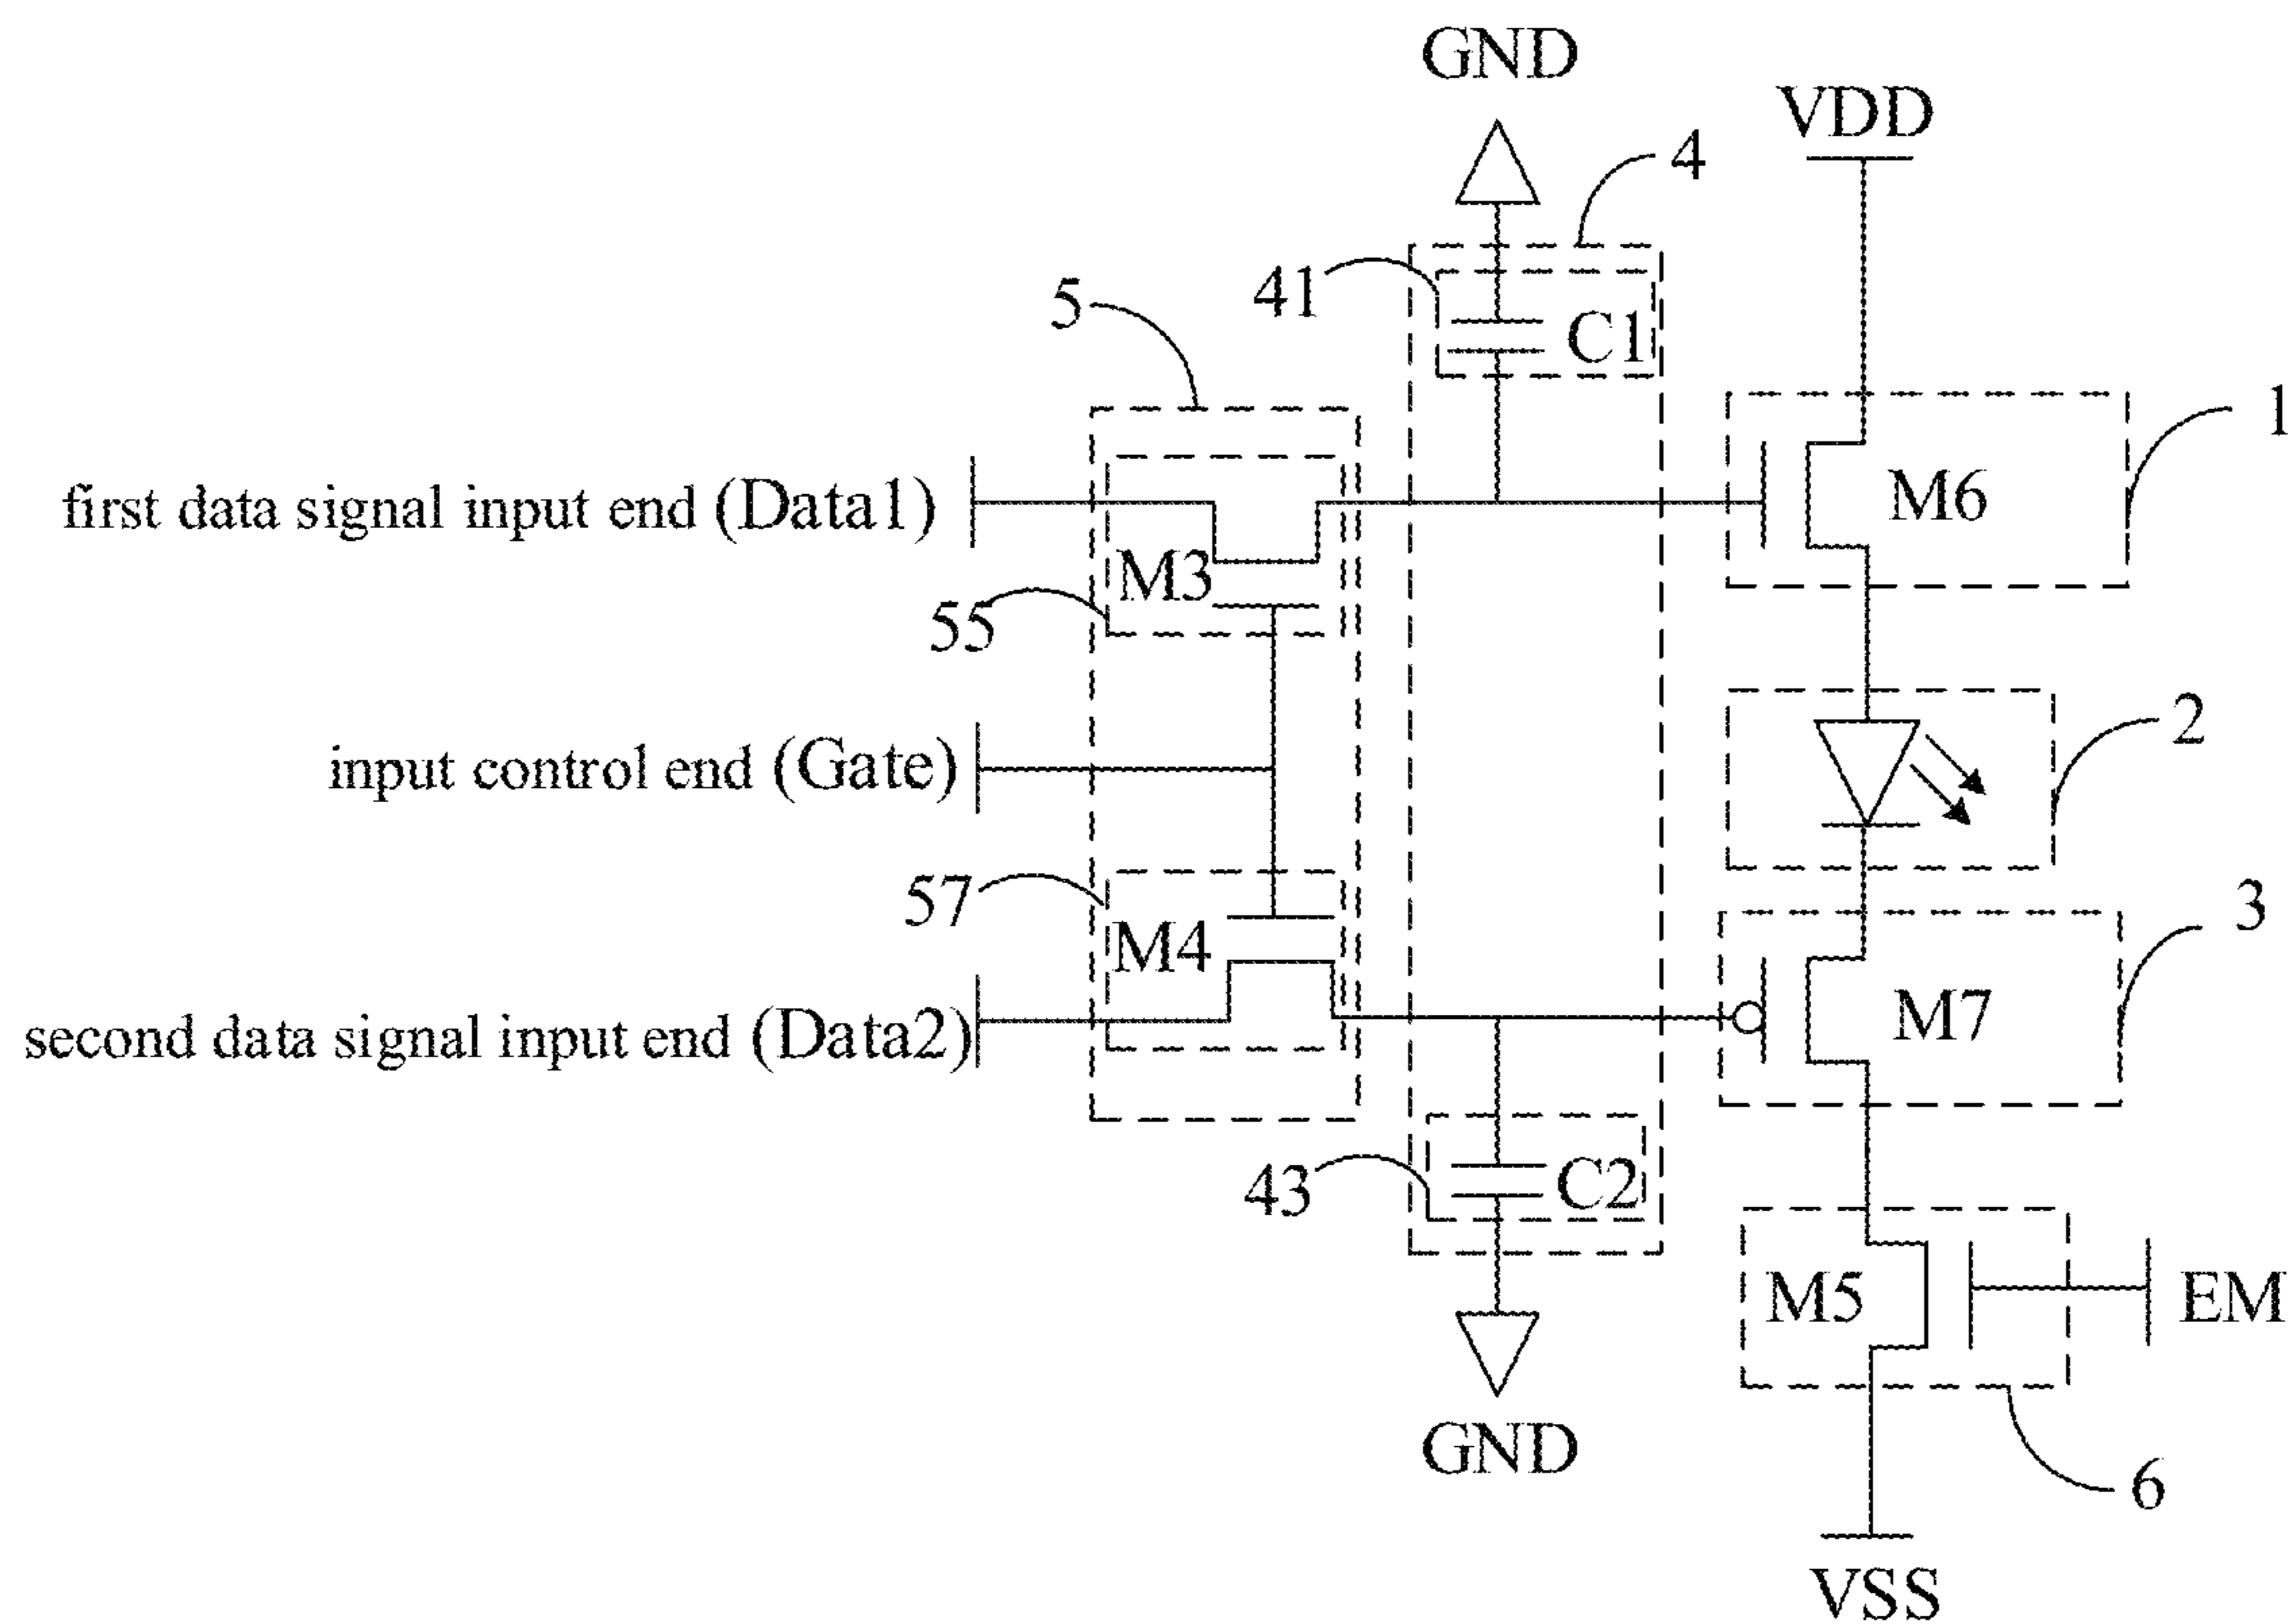 GND
VDD
4
41
C1
5
1
first data signal input end (Data1)
M6
M3
55
2
input control end (Gate)
57
3
M4
second data signal input end (Data2)
M7
43
C2
M5
EM
GND
6
VSS